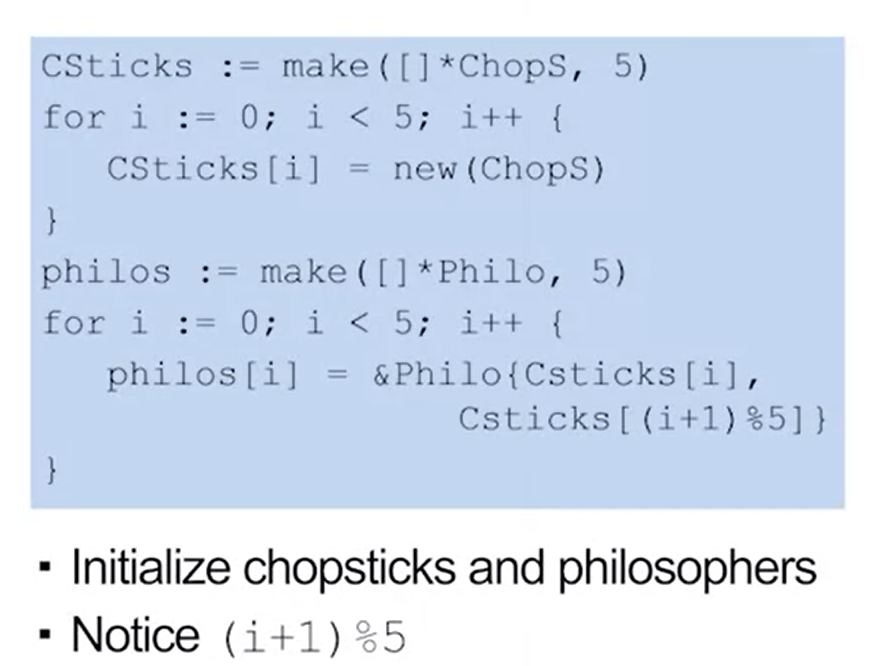 CSticks := make([]*ChopS, 5)
for i := 0; i < 5; i++ {
CSticks[i] = new(ChopS)
}
philos := make([]*Philo, 5)
for i := 0; i < 5; i++ {
philos[i] = &Philo{Csticks[i],
Csticks[(i+1)%5]}
}
▪ Initialize chopsticks and philosophers
▪ Notice (i+1)%5